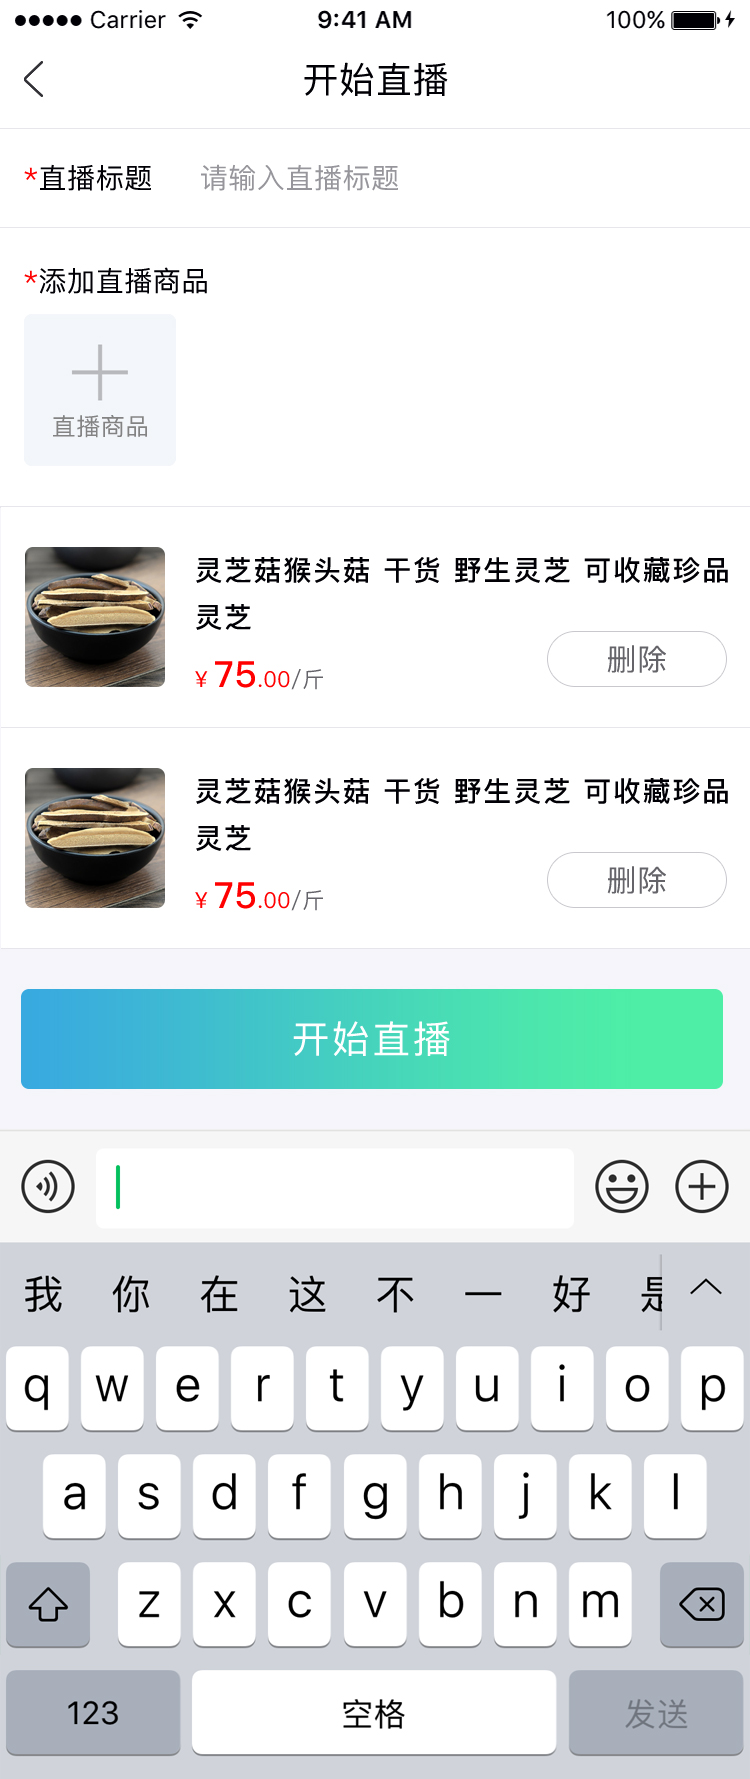 Carrier 9:41 AM 100%
开始直播
*直播标题 请输入直播标题
*添加直播商品
直播商品
灵芝菇猴头菇 干货 野生灵芝 可收藏珍品
灵芝
¥75.00/斤 删除
灵芝菇猴头菇 干货 野生灵芝 可收藏珍品
灵芝
¥75.00/斤 删除
开始直播
我 你 在 这 不 一 好 是
q w e r t y u i o p
a s d f g h j k l
z x c v b n m
123 空格 发送